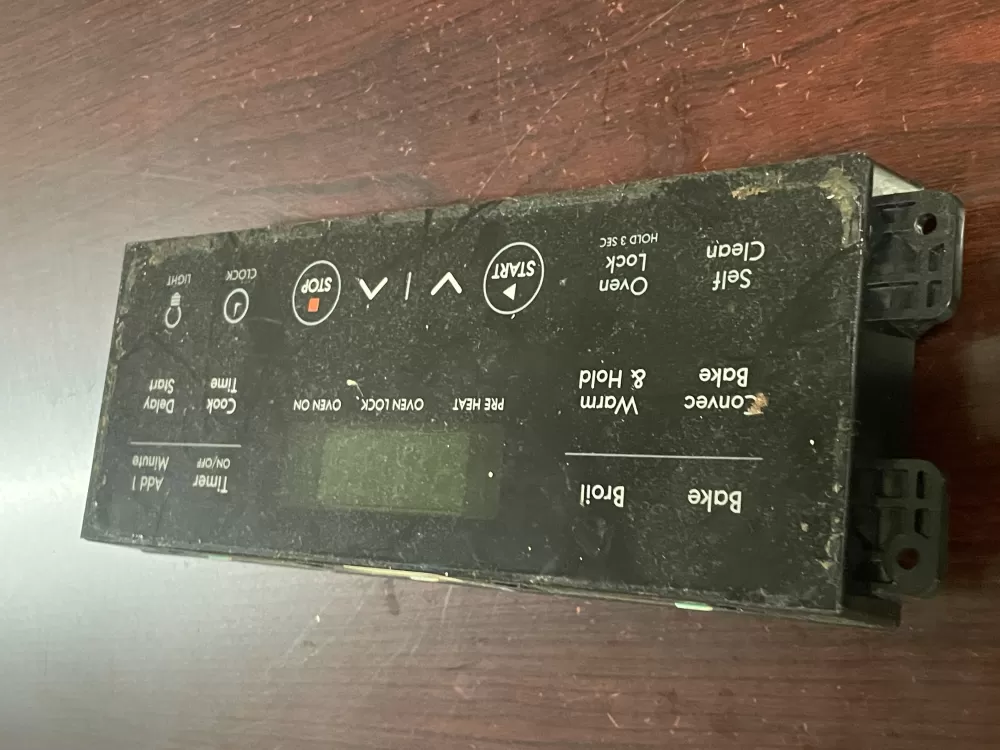 Bake
Broil
Convec
Bake
Warm
& Hold
Self
Clean
Oven
Lock
HOLD 3 SEC
PRE HEAT
OVEN LOCK
OVEN ON
START
STOP
Timer
ON/OFF
Add 1
Minute
Cook
Time
Delay
Start
CLOCK
LIGHT